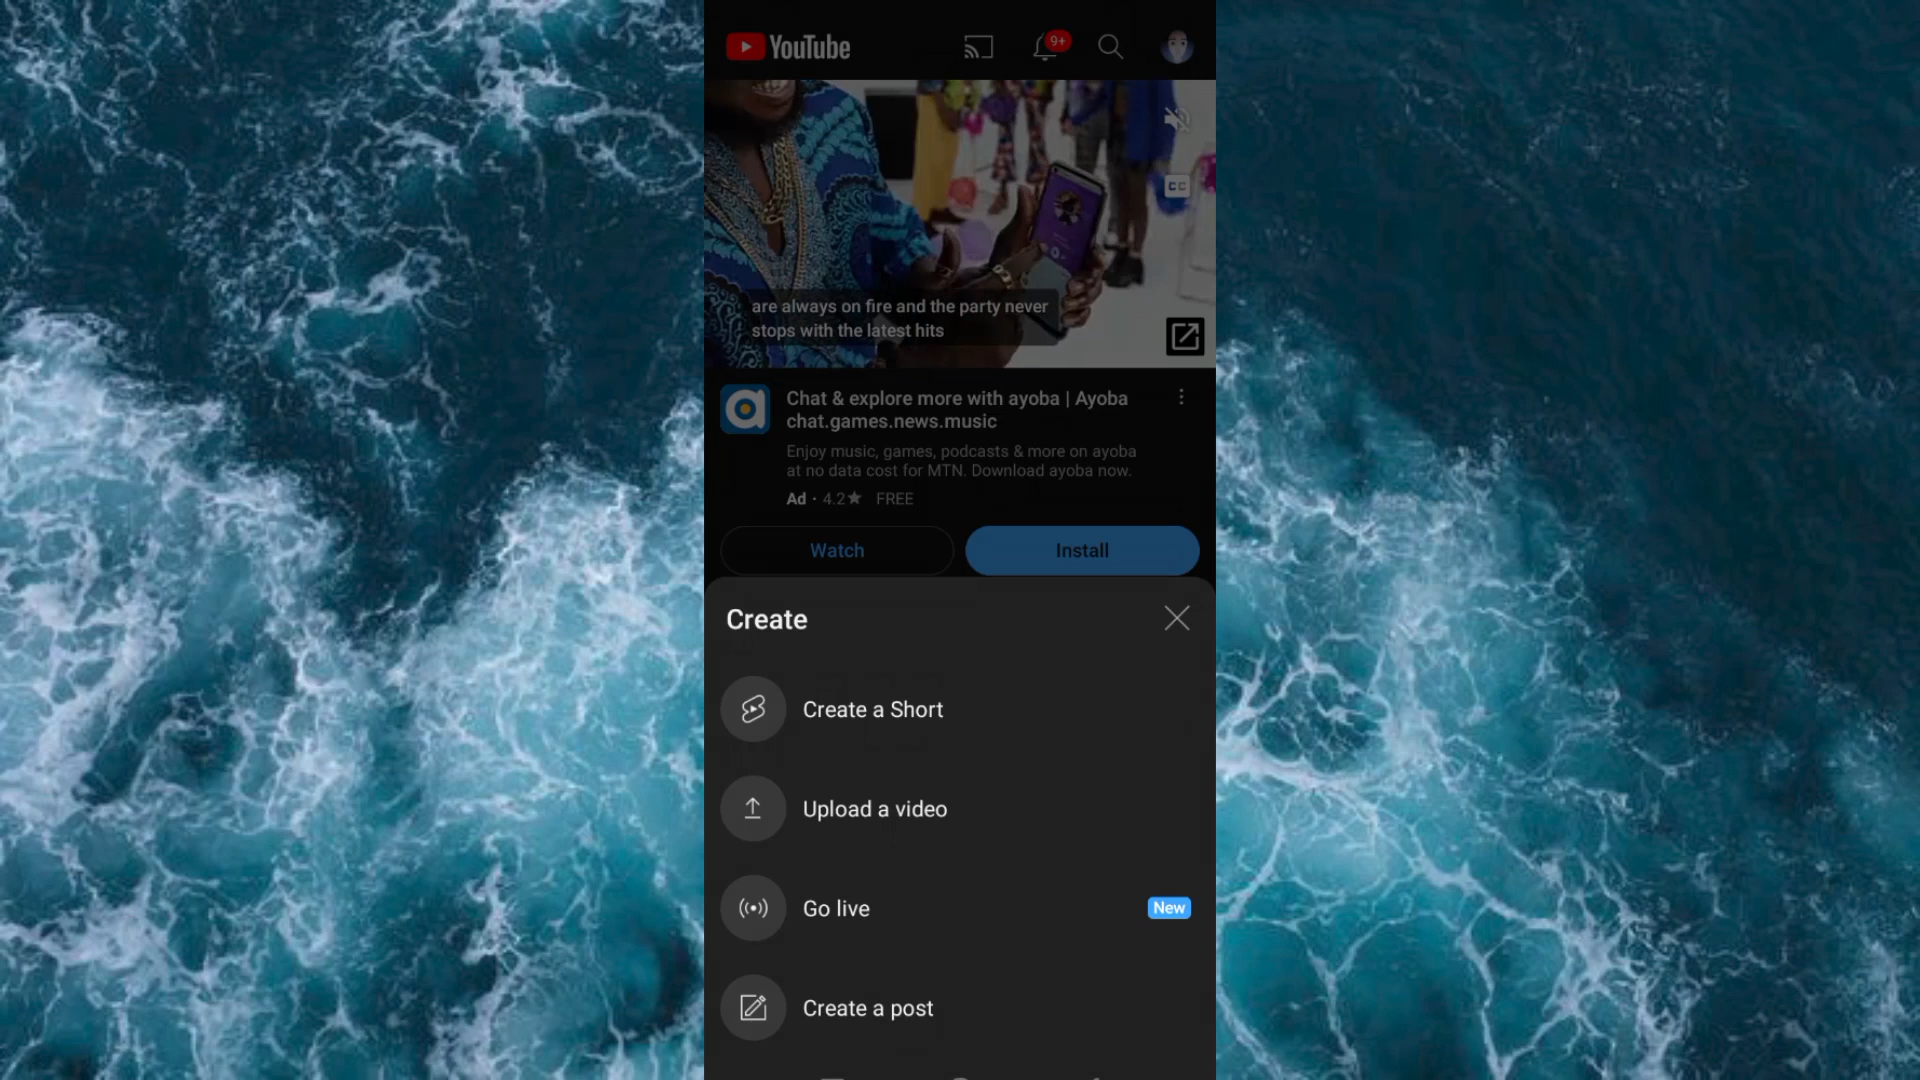 YouTube
9+
CC
are always on fire and the party never
stops with the latest hits
Chat & explore more with ayoba | Ayoba
chat.games.news.music
Enjoy music, games, podcasts & more on ayoba
at no data cost for MTN. Download ayoba now.
Ad · 4.2★ FREE
Watch
Install
Create
Create a Short
Upload a video
Go live
New
Create a post